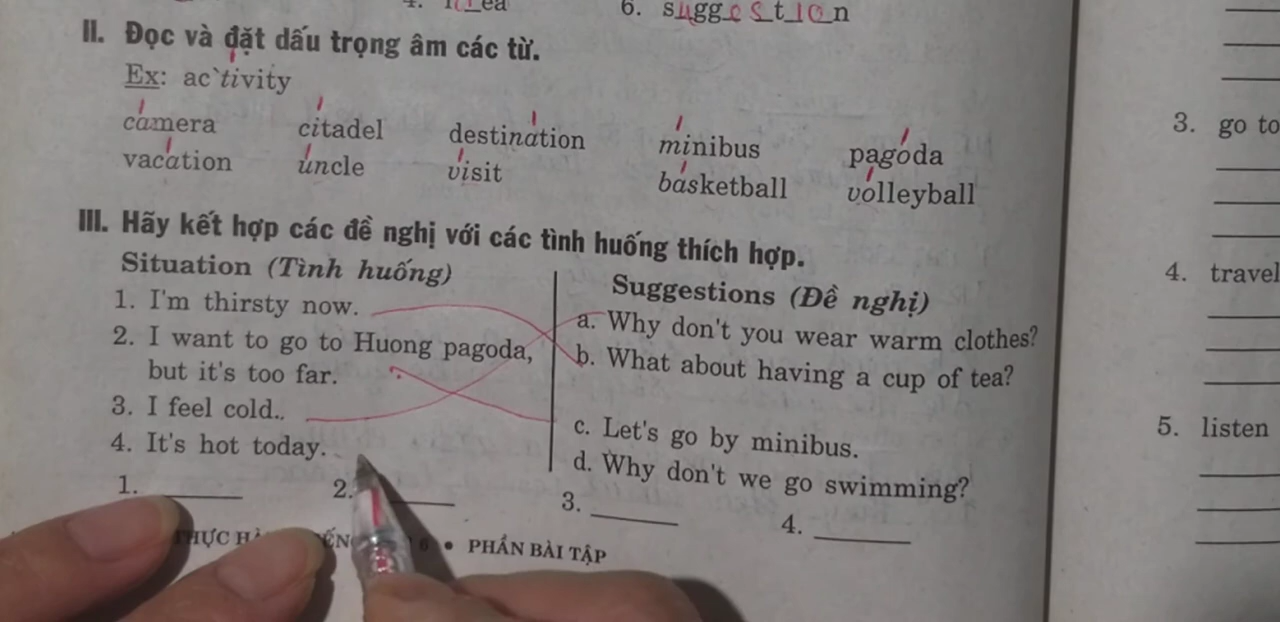 6. suggestion
II. Đọc và đặt dấu trọng âm các từ.
Ex: ac`tivity
camera citadel destination minibus pagoda
vacation uncle visit basketball volleyball
III. Hãy kết hợp các đề nghị với các tình huống thích hợp.
Situation (Tình huống)
1. I'm thirsty now.
2. I want to go to Huong pagoda,
but it's too far.
3. I feel cold..
4. It's hot today.
Suggestions (Đề nghị)
a. Why don't you wear warm clothes?
b. What about having a cup of tea?
c. Let's go by minibus.
d. Why don't we go swimming?
1. ______ 2. ______ 3. ______ 4. ______
• PHẦN BÀI TẬP
3. go to
4. travel
5. listen